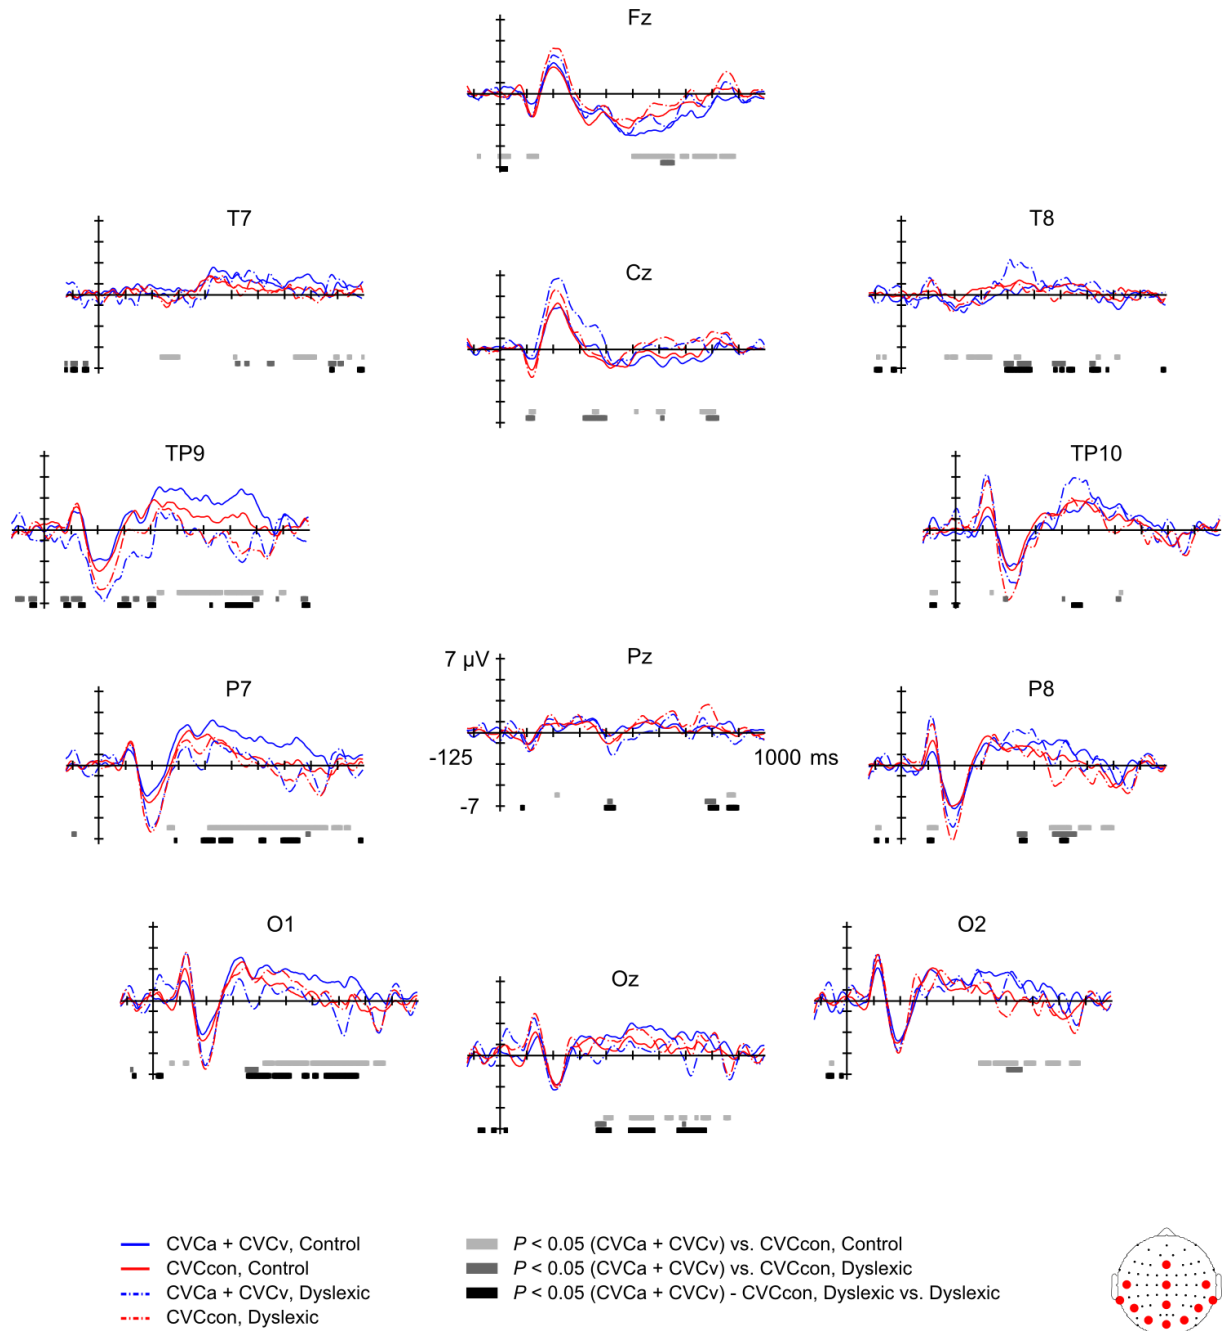 Fz
T7
T8
Cz
TP9
TP10
7 µV
Pz
P7
P8
-125
1000 ms
-7
O1
O2
Oz
CVCa + CVCv, Control
CVCcon, Control
CVCa + CVCv, Dyslexic
CVCcon, Dyslexic
P < 0.05 (CVCa + CVCv) vs. CVCcon, Control
P < 0.05 (CVCa + CVCv) vs. CVCcon, Dyslexic
P < 0.05 (CVCa + CVCv) - CVCcon, Dyslexic vs. Dyslexic